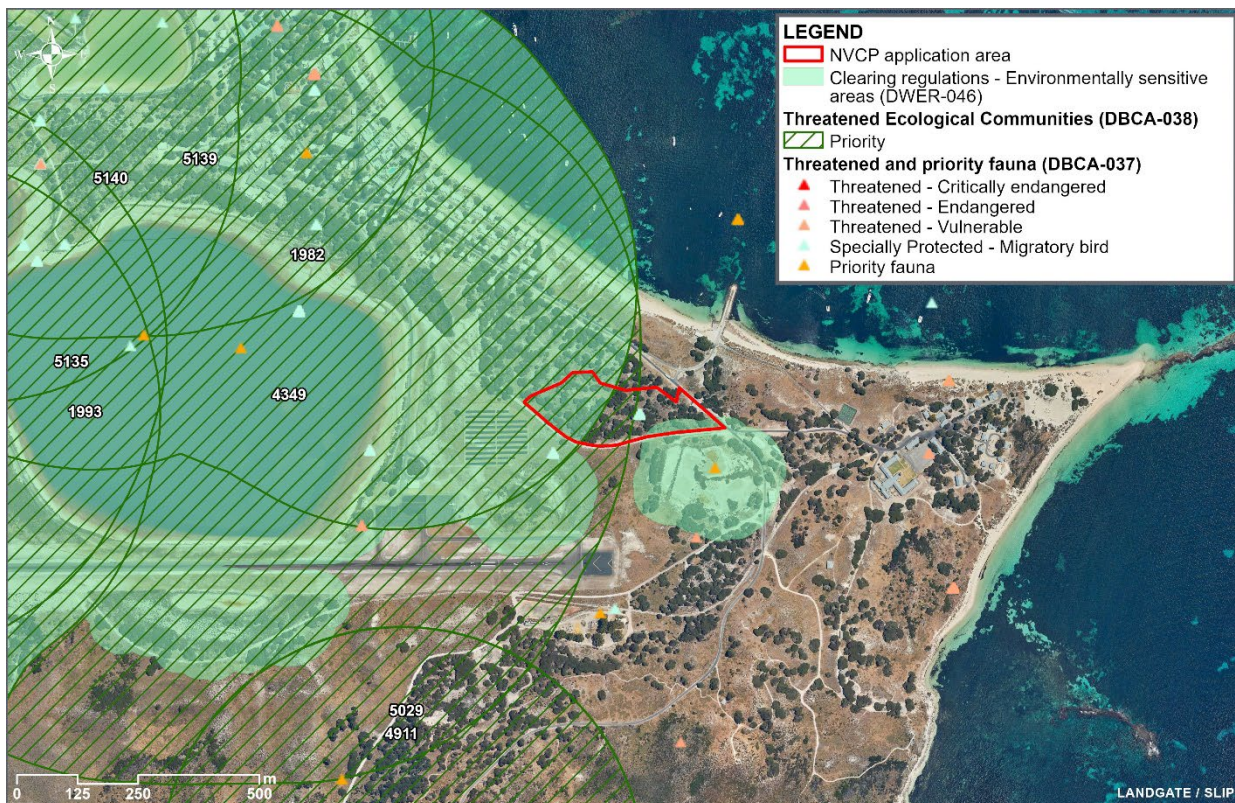 N
W E
S
LEGEND
NVCP application area
Clearing regulations - Environmentally sensitive
areas (DWER-046)
Threatened Ecological Communities (DBCA-038)
Priority
Threatened and priority fauna (DBCA-037)
Threatened - Critically endangered
Threatened - Endangered
Threatened - Vulnerable
Specially Protected - Migratory bird
Priority fauna
5139
5140
1982
5135
1993
4349
5029
4911
0 125 250 500 m
LANDGATE / SLIP